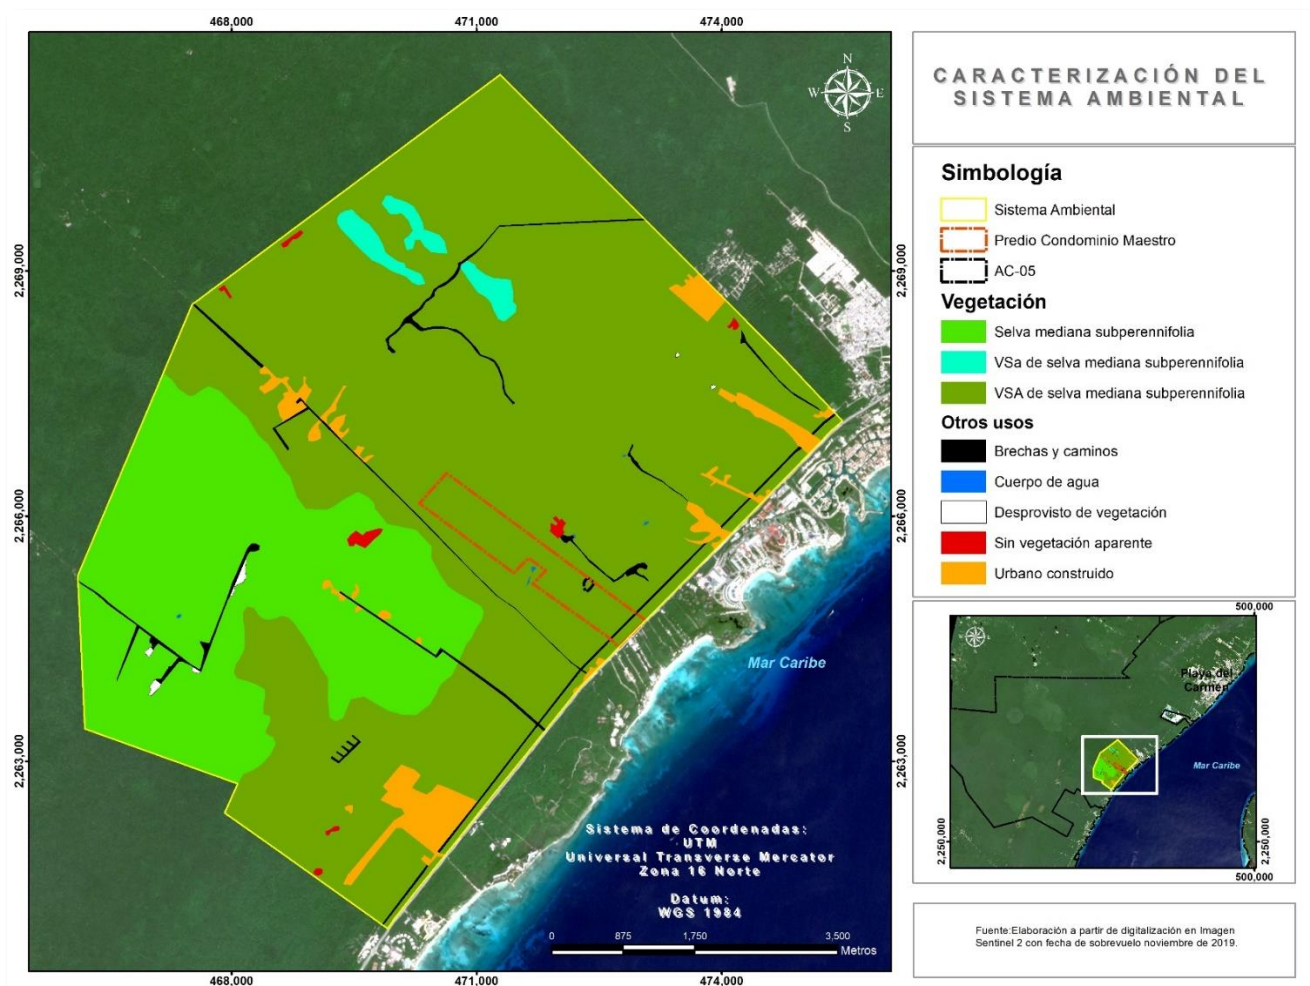 468,000
471,000
474,000
2,269,000
2,266,000
2,263,000
N
W
E
S
Mar Caribe
Sistema de Coordenadas:
UTM
Universal Transverse Mercator
Zona 16 Norte
Datum:
WGS 1984
0
875
1,750
3,500
Metros
2,269,000
2,266,000
2,263,000
468,000
471,000
474,000
CARACTERIZACIÓN DEL
SISTEMA AMBIENTAL
Simbología
Sistema Ambiental
Predio Condominio Maestro
AC-05
Vegetación
Selva mediana subperennifolia
VSa de selva mediana subperennifolia
VSA de selva mediana subperennifolia
Otros usos
Brechas y caminos
Cuerpo de agua
Desprovisto de vegetación
Sin vegetación aparente
Urbano construido
500,000
Playa del
Carmen
Mar Caribe
2,250,000
2,250,000
500,000
Fuente:Elaboración a partir de digitalización en Imagen
Sentinel 2 con fecha de sobrevuelo noviembre de 2019.